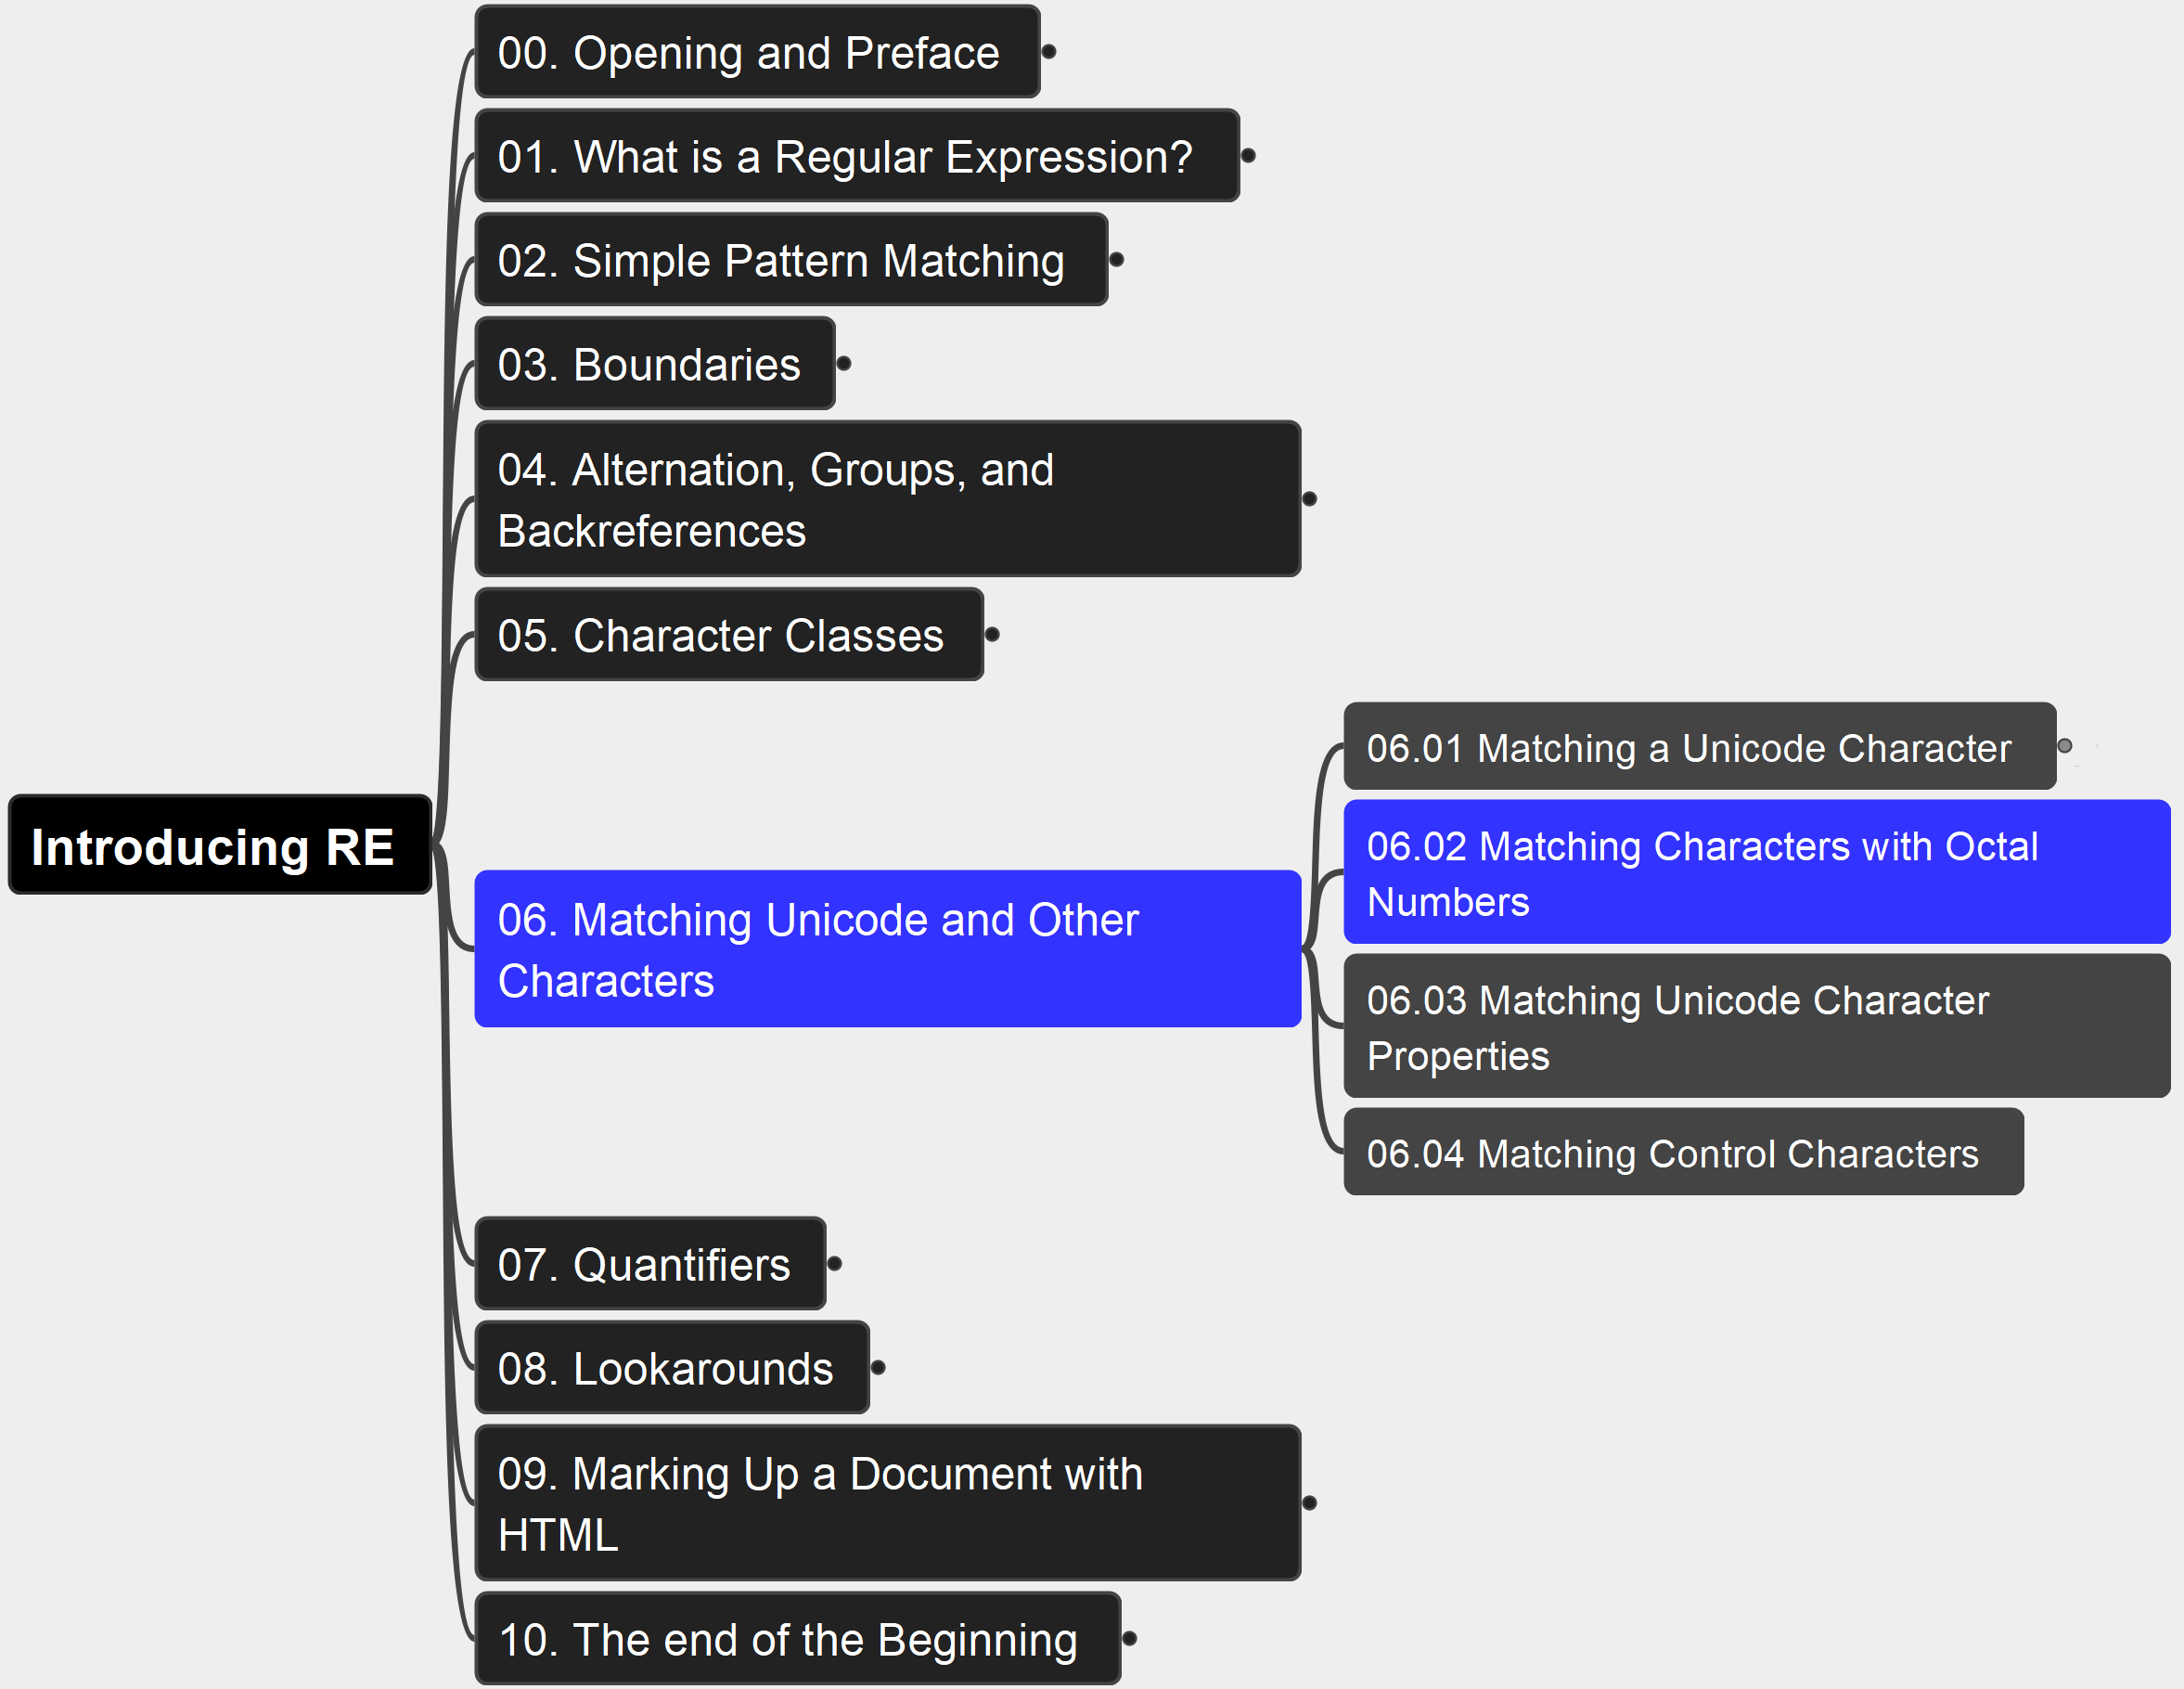 00. Opening and Preface
01. What is a Regular Expression?
02. Simple Pattern Matching
03. Boundaries
04. Alternation, Groups, and
Backreferences
05. Character Classes
Introducing RE
06. Matching Unicode and Other
Characters
06.01 Matching a Unicode Character
06.02 Matching Characters with Octal
Numbers
06.03 Matching Unicode Character
Properties
06.04 Matching Control Characters
07. Quantifiers
08. Lookarounds
09. Marking Up a Document with
HTML
10. The end of the Beginning